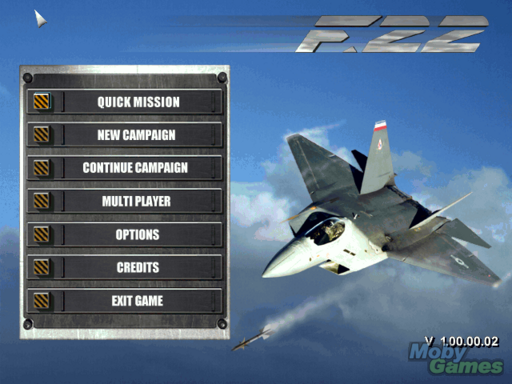 F-22
QUICK MISSION
NEW CAMPAIGN
CONTINUE CAMPAIGN
MULTI PLAYER
OPTIONS
CREDITS
EXIT GAME
V 1.00.00.02
Moby
Games